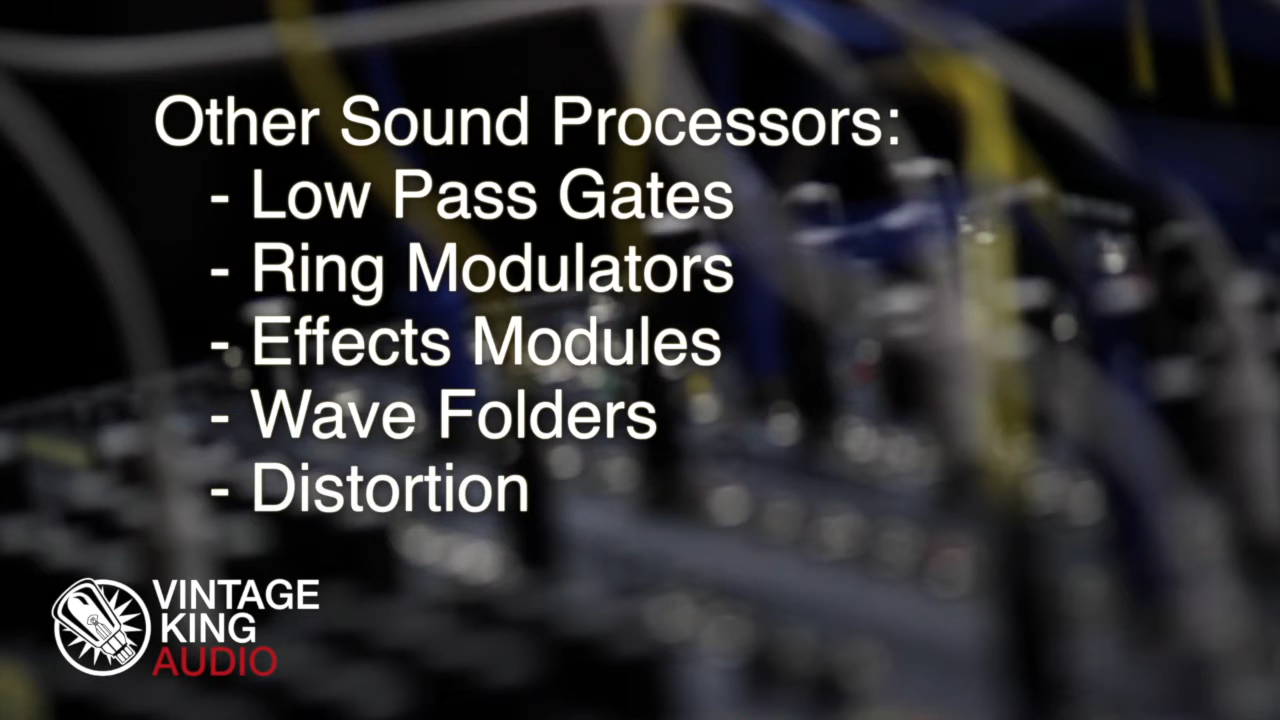 Other Sound Processors:
- Low Pass Gates
- Ring Modulators
- Effects Modules
- Wave Folders
- Distortion
VINTAGE
KING
AUDIO